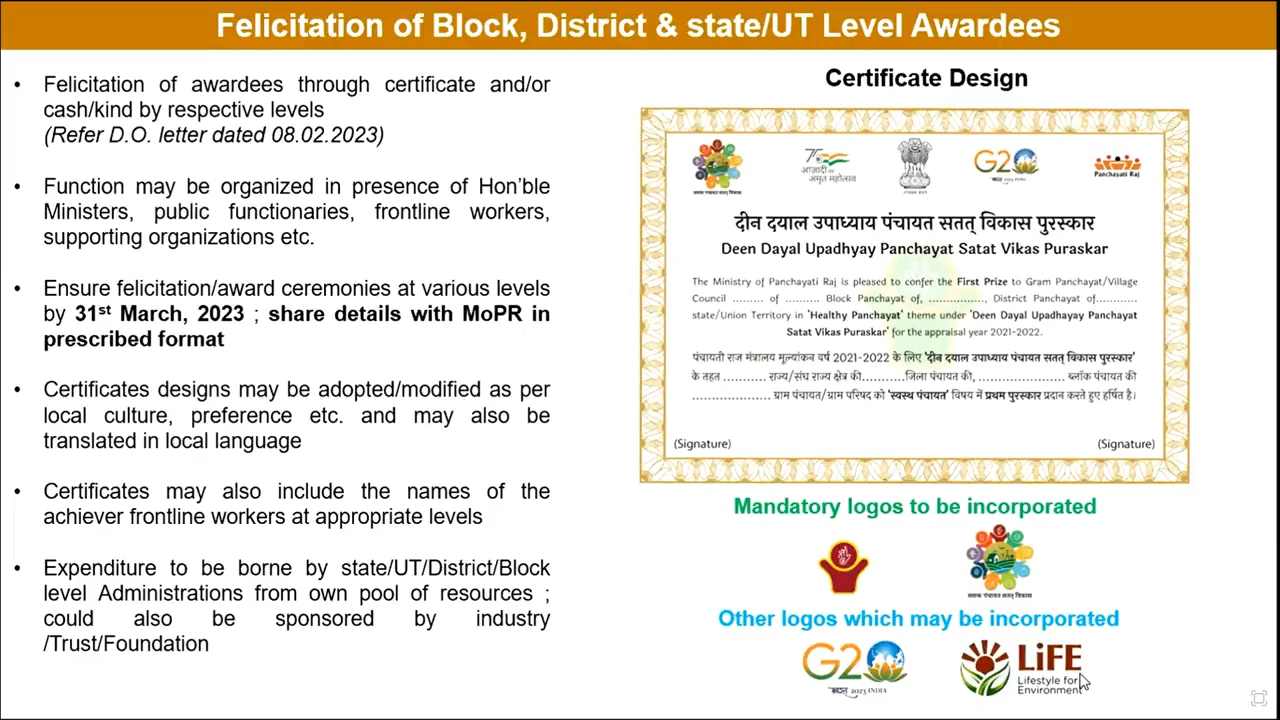 Felicitation of Block, District & state/UT Level Awardees
• Felicitation of awardees through certificate and/or
cash/kind by respective levels
(Refer D.O. letter dated 08.02.2023)
• Function may be organized in presence of Hon'ble
Ministers, public functionaries, frontline workers,
supporting organizations etc.
• Ensure felicitation/award ceremonies at various levels
by 31st March, 2023 ; share details with MoPR in
prescribed format
• Certificates designs may be adopted/modified as per
local culture, preference etc. and may also be
translated in local language
• Certificates may also include the names of the
achiever frontline workers at appropriate levels
• Expenditure to be borne by state/UT/District/Block
level Administrations from own pool of resources ;
could also be sponsored by industry
/Trust/Foundation
Certificate Design
आज़ादी का
अमृत महोत्सव
G20
Panchayati Raj
दीन दयाल उपाध्याय पंचायत सतत् विकास पुरस्कार
Deen Dayal Upadhyay Panchayat Satat Vikas Puraskar
The Ministry of Panchayati Raj is pleased to confer the First Prize to Gram Panchayat/Village
Council ........ of ......... Block Panchayat of, ..............., District Panchayat of...........
state/Union Territory in 'Healthy Panchayat' theme under 'Deen Dayal Upadhayay Panchayat
Satat Vikas Puraskar' for the appraisal year 2021-2022.
पंचायती राज मंत्रालय मूल्यांकन वर्ष 2021-2022 के लिए 'दीन दयाल उपाध्याय पंचायत सतत् विकास पुरस्कार'
के तहत ........... राज्य/संघ राज्य क्षेत्र की...........जिला पंचायत की, ...................... ब्लॉक पंचायत की
.................... ग्राम पंचायत/ग्राम परिषद को 'स्वस्थ पंचायत' विषय में प्रथम पुरस्कार प्रदान करते हुए हर्षित है।
(Signature) (Signature)
Mandatory logos to be incorporated
सशक्त पंचायत सतत् विकास
Other logos which may be incorporated
G20
भारत 2023 INDIA
LiFE
Lifestyle for
Environment